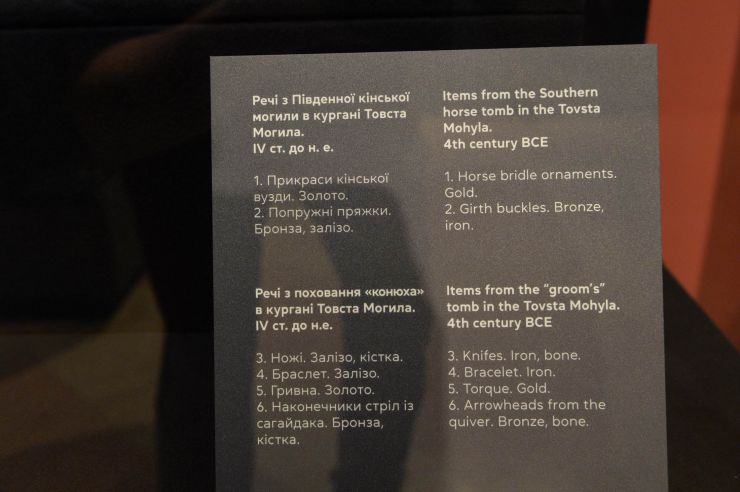 Речі з Південної кінської
могили в кургані Товста
Могила.
IV ст. до н. е.
1. Прикраси кінської
вузди. Золото.
2. Попружні пряжки.
Бронза, залізо.
Речі з поховання «конюха»
в кургані Товста Могила.
IV ст. до н.е.
3. Ножі. Залізо, кістка.
4. Браслет. Залізо.
5. Гривна. Золото.
6. Наконечники стріл із
сагайдака. Бронза,
кістка.
Items from the Southern
horse tomb in the Tovsta
Mohyla.
4th century BCE
1. Horse bridle ornaments.
Gold.
2. Girth buckles. Bronze,
iron.
Items from the “groom’s”
tomb in the Tovsta Mohyla.
4th century BCE
3. Knifes. Iron, bone.
4. Bracelet. Iron.
5. Torque. Gold.
6. Arrowheads from the
quiver. Bronze, bone.